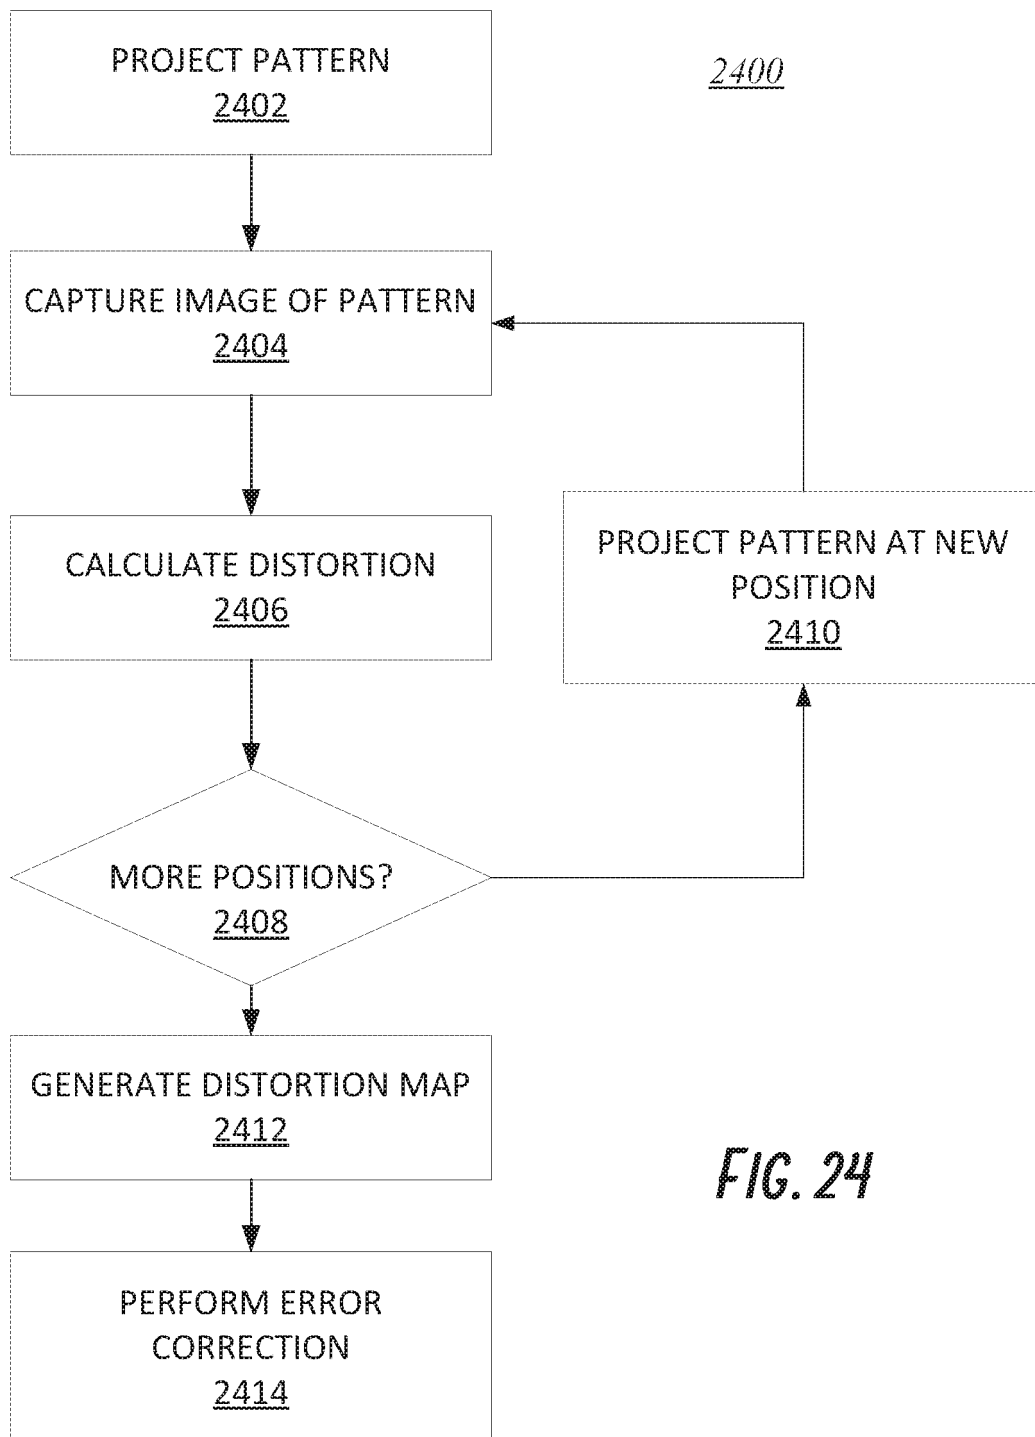 PROJECT PATTERN
2402
2400
CAPTURE IMAGE OF PATTERN
2404
CALCULATE DISTORTION
2406
PROJECT PATTERN AT NEW
POSITION
2410
MORE POSITIONS?
2408
GENERATE DISTORTION MAP
2412
FIG. 24
PERFORM ERROR
CORRECTION
2414